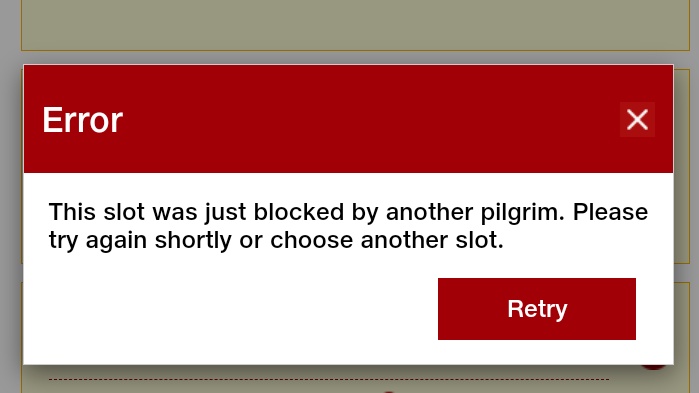 Error
This slot was just blocked by another pilgrim. Please
try again shortly or choose another slot.
Retry